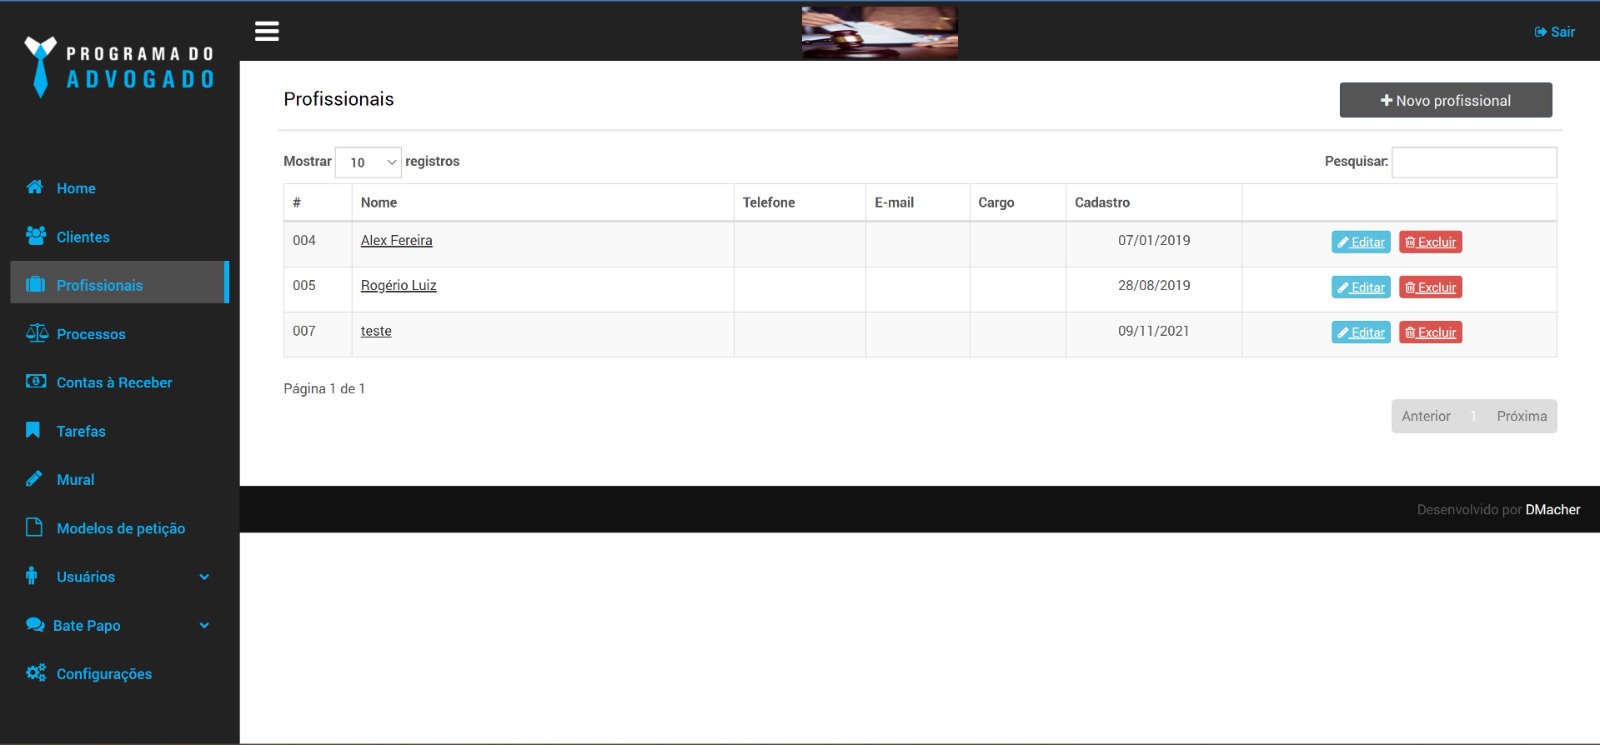 PROGRAMA DO
ADVOGADO
Sair
Home
Clientes
Profissionais
Processos
Contas à Receber
Tarefas
Mural
Modelos de petição
Usuários
Bate Papo
Configurações
Profissionais
Novo profissional
Mostrar 10 registros
Pesquisar:
# Nome Telefone E-mail Cargo Cadastro
004 Alex Fereira 07/01/2019 Editar Excluir
005 Rogério Luiz 28/08/2019 Editar Excluir
007 teste 09/11/2021 Editar Excluir
Página 1 de 1
Anterior 1 Próxima
Desenvolvido por DMacher